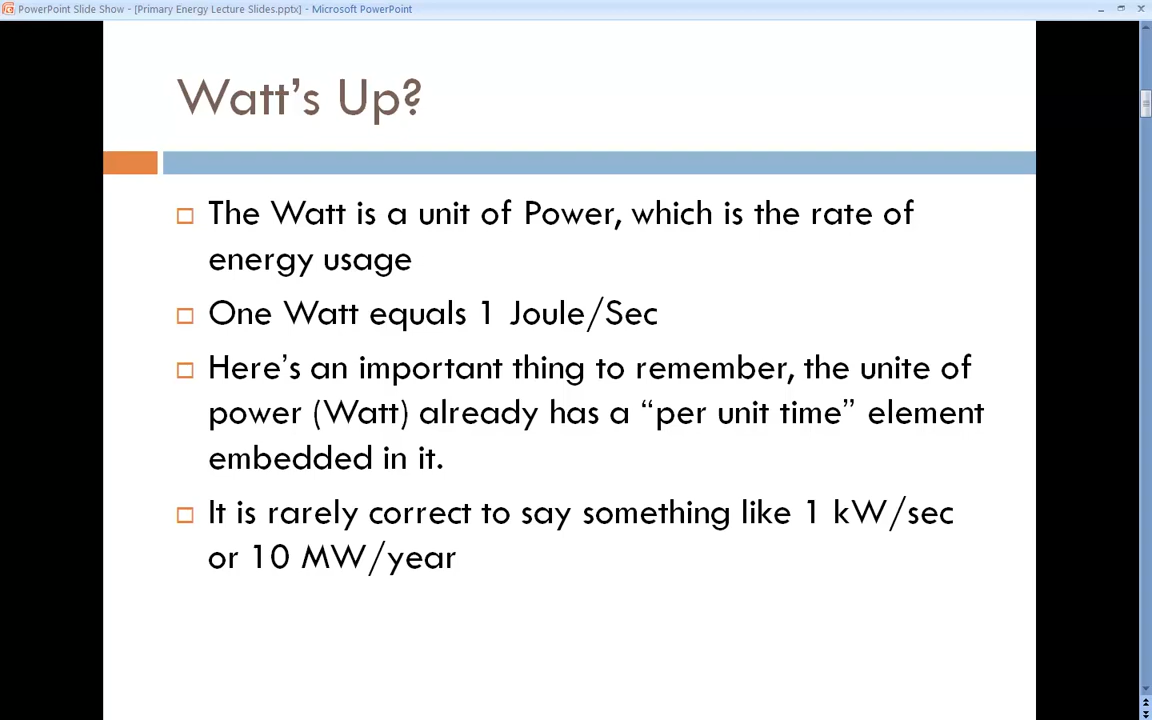 PowerPoint Slide Show - [Primary Energy Lecture Slides.pptx] - Microsoft PowerPoint
Watt’s Up?
The Watt is a unit of Power, which is the rate of
energy usage
One Watt equals 1 Joule/Sec
Here’s an important thing to remember, the unite of
power (Watt) already has a “per unit time” element
embedded in it.
It is rarely correct to say something like 1 kW/sec
or 10 MW/year